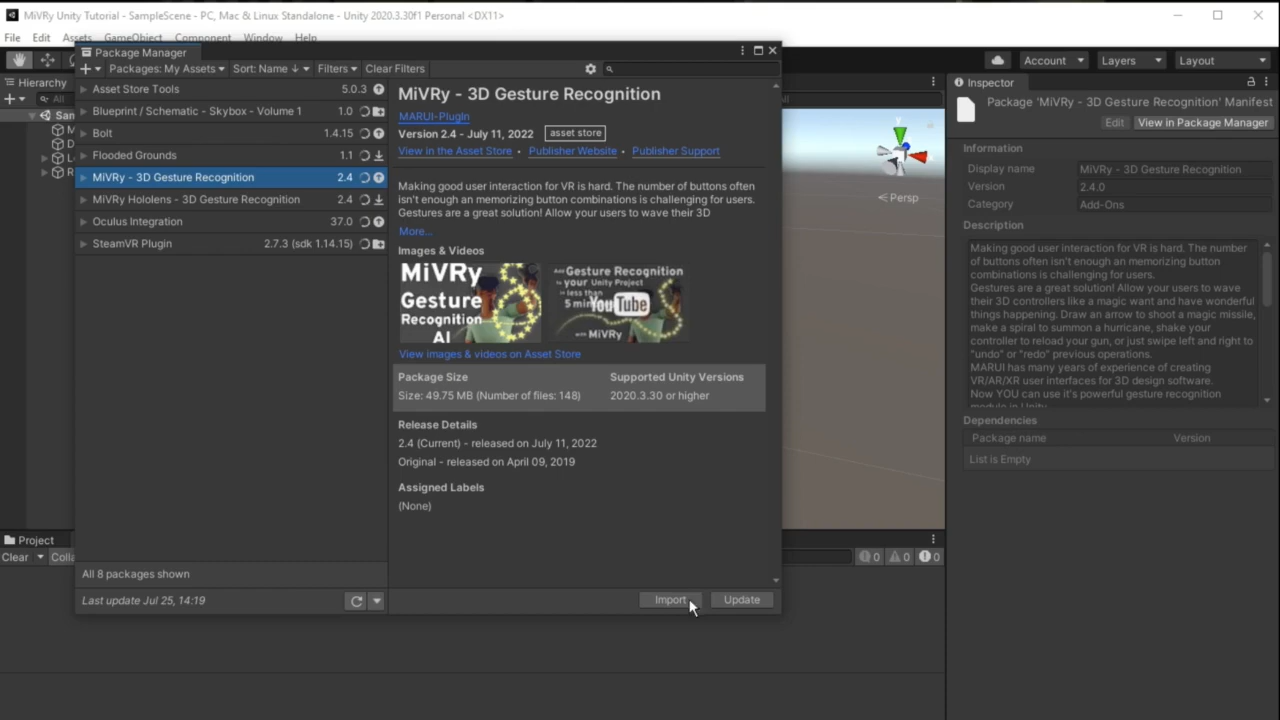 MiVRy Unity Tutorial - SampleScene - PC, Mac & Linux Standalone - Unity 2020.3.30f1 Personal <DX11>
File Edit Assets GameObject Component Window Help
Account Layers Layout
Package Manager
Packages: My Assets Sort: Name ↓ Filters Clear Filters
Hierarchy
All
Asset Store Tools 5.0.3
Blueprint / Schematic - Skybox - Volume 1 1.0
Bolt 1.4.15
Flooded Grounds 1.1
MiVRy - 3D Gesture Recognition 2.4
MiVRy Hololens - 3D Gesture Recognition 2.4
Oculus Integration 37.0
SteamVR Plugin 2.7.3 (sdk 1.14.15)
All 8 packages shown
Last update Jul 25, 14:19
MiVRy - 3D Gesture Recognition
MARUI-PlugIn
Version 2.4 - July 11, 2022 asset store
View in the Asset Store • Publisher Website • Publisher Support
Making good user interaction for VR is hard. The number of buttons often
isn't enough an memorizing button combinations is challenging for users.
Gestures are a great solution! Allow your users to wave their 3D
More...
Images & Videos
MiVRy
Gesture
Recognition
AI
Gesture Recognition
your Unity Project
in less than
5 min
YouTube
with MiVRy
View images & videos on Asset Store
Package Size Supported Unity Versions
Size: 49.75 MB (Number of files: 148) 2020.3.30 or higher
Release Details
2.4 (Current) - released on July 11, 2022
Original - released on April 09, 2019
Assigned Labels
(None)
Import Update
y
Persp
Inspector
Package 'MiVRy - 3D Gesture Recognition' Manifest
Edit View in Package Manager
Information
Display name MiVRy - 3D Gesture Recognition
Version 2.4.0
Category Add-Ons
Description
Making good user interaction for VR is hard. The number
of buttons often isn't enough an memorizing button
combinations is challenging for users.
Gestures are a great solution! Allow your users to wave
their 3D controllers like a magic want and have wonderful
things happening. Draw an arrow to shoot a magic missile,
make a spiral to summon a hurricane, shake your
controller to reload your gun, or just swipe left and right to
"undo" or "redo" previous operations.
MARUI has many years of experience of creating
VR/AR/XR user interfaces for 3D design software.
Now YOU can use it's powerful gesture recognition
module in Unity
Dependencies
Package name Version
List is Empty
Project
Clear Colla
0 0 0